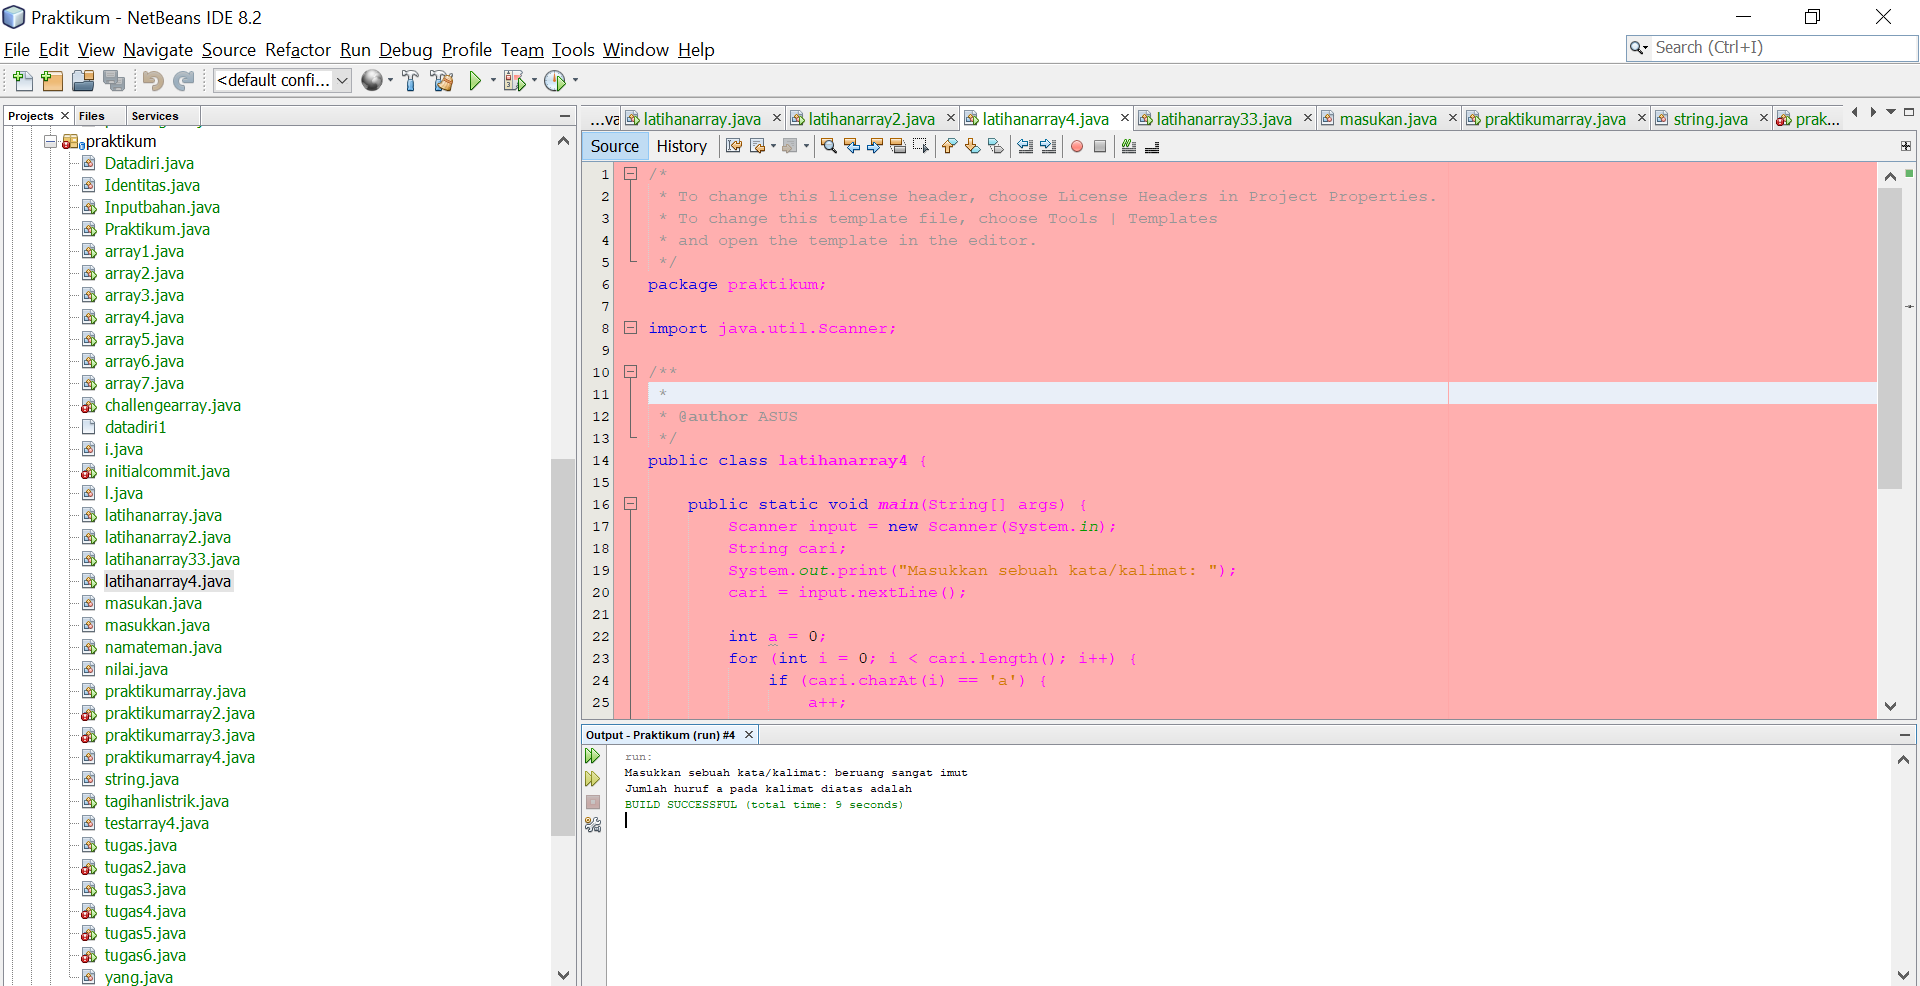 Praktikum - NetBeans IDE 8.2
File Edit View Navigate Source Refactor Run Debug Profile Team Tools Window Help
Search (Ctrl+I)
<default confi...
Projects Files Services
praktikum
Datadiri.java
Identitas.java
Inputbahan.java
Praktikum.java
array1.java
array2.java
array3.java
array4.java
array5.java
array6.java
array7.java
challengearray.java
datadiri1
i.java
initialcommit.java
l.java
latihanarray.java
latihanarray2.java
latihanarray33.java
latihanarray4.java
masukan.java
masukkan.java
namateman.java
nilai.java
praktikumarray.java
praktikumarray2.java
praktikumarray3.java
praktikumarray4.java
string.java
tagihanlistrik.java
testarray4.java
tugas.java
tugas2.java
tugas3.java
tugas4.java
tugas5.java
tugas6.java
yang.java
...va latihanarray.java latihanarray2.java latihanarray4.java latihanarray33.java masukan.java praktikumarray.java string.java prak...
Source History
1 /*
2 * To change this license header, choose License Headers in Project Properties.
3 * To change this template file, choose Tools | Templates
4 * and open the template in the editor.
5 */
6 package praktikum;
7
8 import java.util.Scanner;
9
10 /**
11 *
12 * @author ASUS
13 */
14 public class latihanarray4 {
15
16 public static void main(String[] args) {
17 Scanner input = new Scanner(System.in);
18 String cari;
19 System.out.print("Masukkan sebuah kata/kalimat: ");
20 cari = input.nextLine();
21
22 int a = 0;
23 for (int i = 0; i < cari.length(); i++) {
24 if (cari.charAt(i) == 'a') {
25 a++;
Output - Praktikum (run) #4
run:
Masukkan sebuah kata/kalimat: beruang sangat imut
Jumlah huruf a pada kalimat diatas adalah
BUILD SUCCESSFUL (total time: 9 seconds)